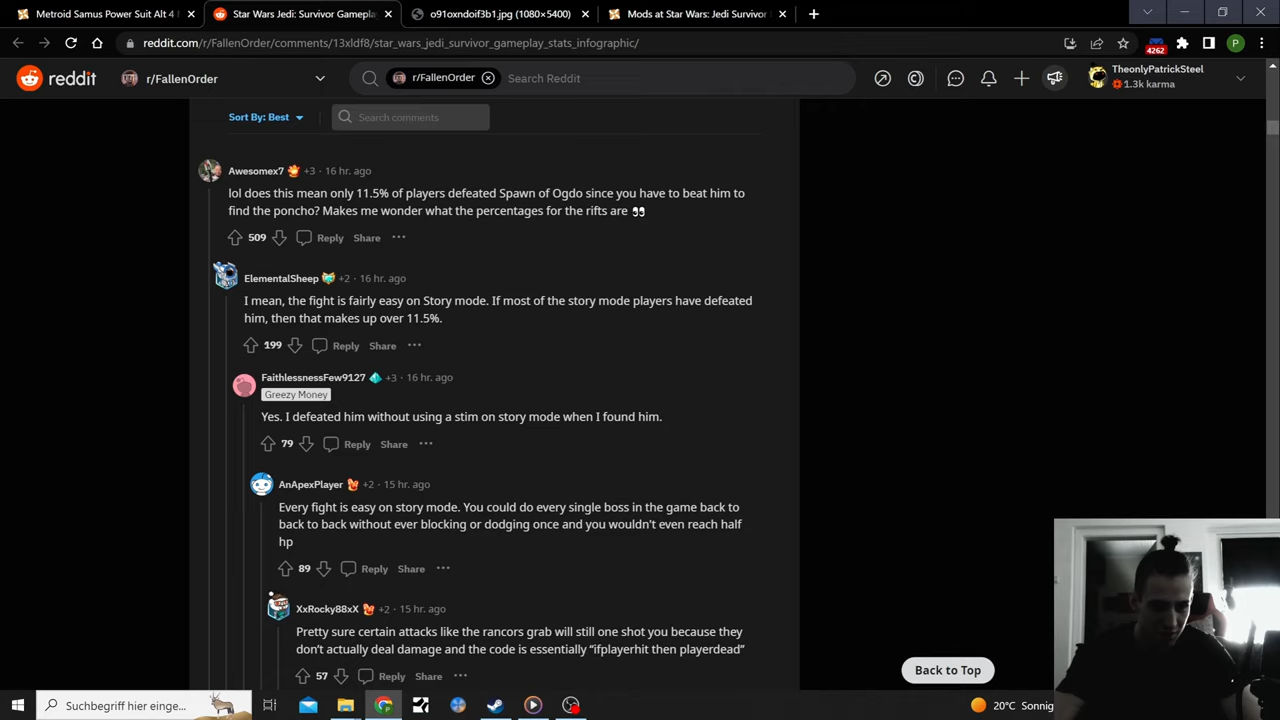 Metroid Samus Power Suit Alt 4
Star Wars Jedi: Survivor Gameplay
o91oxndoif3b1.jpg (1080×5400)
Mods at Star Wars: Jedi Survivor
reddit.com/r/FallenOrder/comments/13xldf8/star_wars_jedi_survivor_gameplay_stats_infographic/
4262
P
reddit
r/FallenOrder
r/FallenOrder
Search Reddit
TheonlyPatrickSteel
1.3k karma
Sort By: Best
Search comments
Awesomex7 +3 · 16 hr. ago
lol does this mean only 11.5% of players defeated Spawn of Ogdo since you have to beat him to
find the poncho? Makes me wonder what the percentages for the rifts are 👀
509 Reply Share ···
ElementalSheep +2 · 16 hr. ago
I mean, the fight is fairly easy on Story mode. If most of the story mode players have defeated
him, then that makes up over 11.5%.
199 Reply Share ···
FaithlessnessFew9127 +3 · 16 hr. ago
Greezy Money
Yes. I defeated him without using a stim on story mode when I found him.
79 Reply Share ···
AnApexPlayer +2 · 15 hr. ago
Every fight is easy on story mode. You could do every single boss in the game back to
back to back without ever blocking or dodging once and you wouldn't even reach half
hp
89 Reply Share ···
XxRocky88xX +2 · 15 hr. ago
Pretty sure certain attacks like the rancors grab will still one shot you because they
don't actually deal damage and the code is essentially “ifplayerhit then playerdead”
57 Reply Share ···
Back to Top
Suchbegriff hier einge...
20°C Sonnig